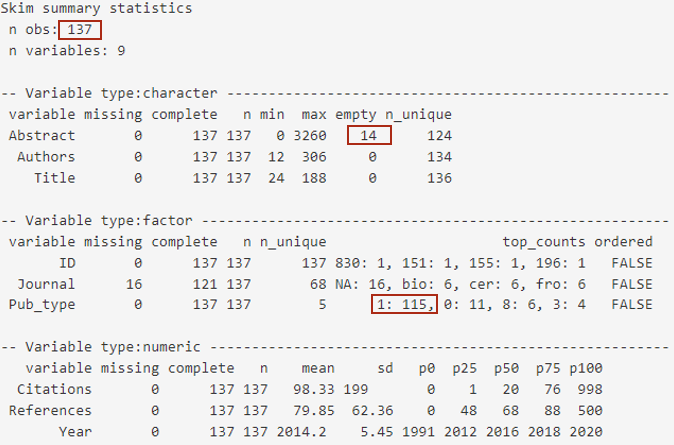 Skim summary statistics
n obs: 137
n variables: 9
-- Variable type:character --------------------------------------------------
variable missing complete n min max empty n_unique
Abstract 0 137 137 0 3260 14 124
Authors 0 137 137 12 306 0 134
Title 0 137 137 24 188 0 136
-- Variable type:factor -----------------------------------------------------
variable missing complete n n_unique top_counts ordered
ID 0 137 137 137 830: 1, 151: 1, 155: 1, 196: 1 FALSE
Journal 16 121 137 68 NA: 16, bio: 6, cer: 6, fro: 6 FALSE
Pub_type 0 137 137 5 1: 115, 0: 11, 8: 6, 3: 4 FALSE
-- Variable type:numeric ----------------------------------------------------
variable missing complete n mean sd p0 p25 p50 p75 p100
Citations 0 137 137 98.33 199 0 1 20 76 998
References 0 137 137 79.85 62.36 0 48 68 88 500
Year 0 137 137 2014.2 5.45 1991 2012 2016 2018 2020